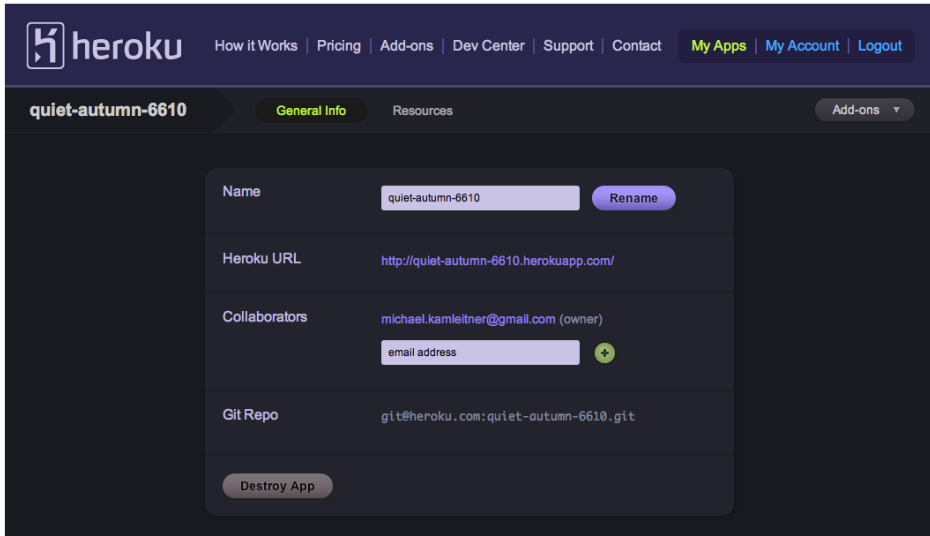 heroku How it Works | Pricing | Add-ons | Dev Center | Support | Contact My Apps | My Account | Logout
quiet-autumn-6610 General Info Resources Add-ons ▼
Name quiet-autumn-6610 Rename
Heroku URL http://quiet-autumn-6610.herokuapp.com/
Collaborators michael.kamleitner@gmail.com (owner)
email address +
Git Repo git@heroku.com:quiet-autumn-6610.git
Destroy App